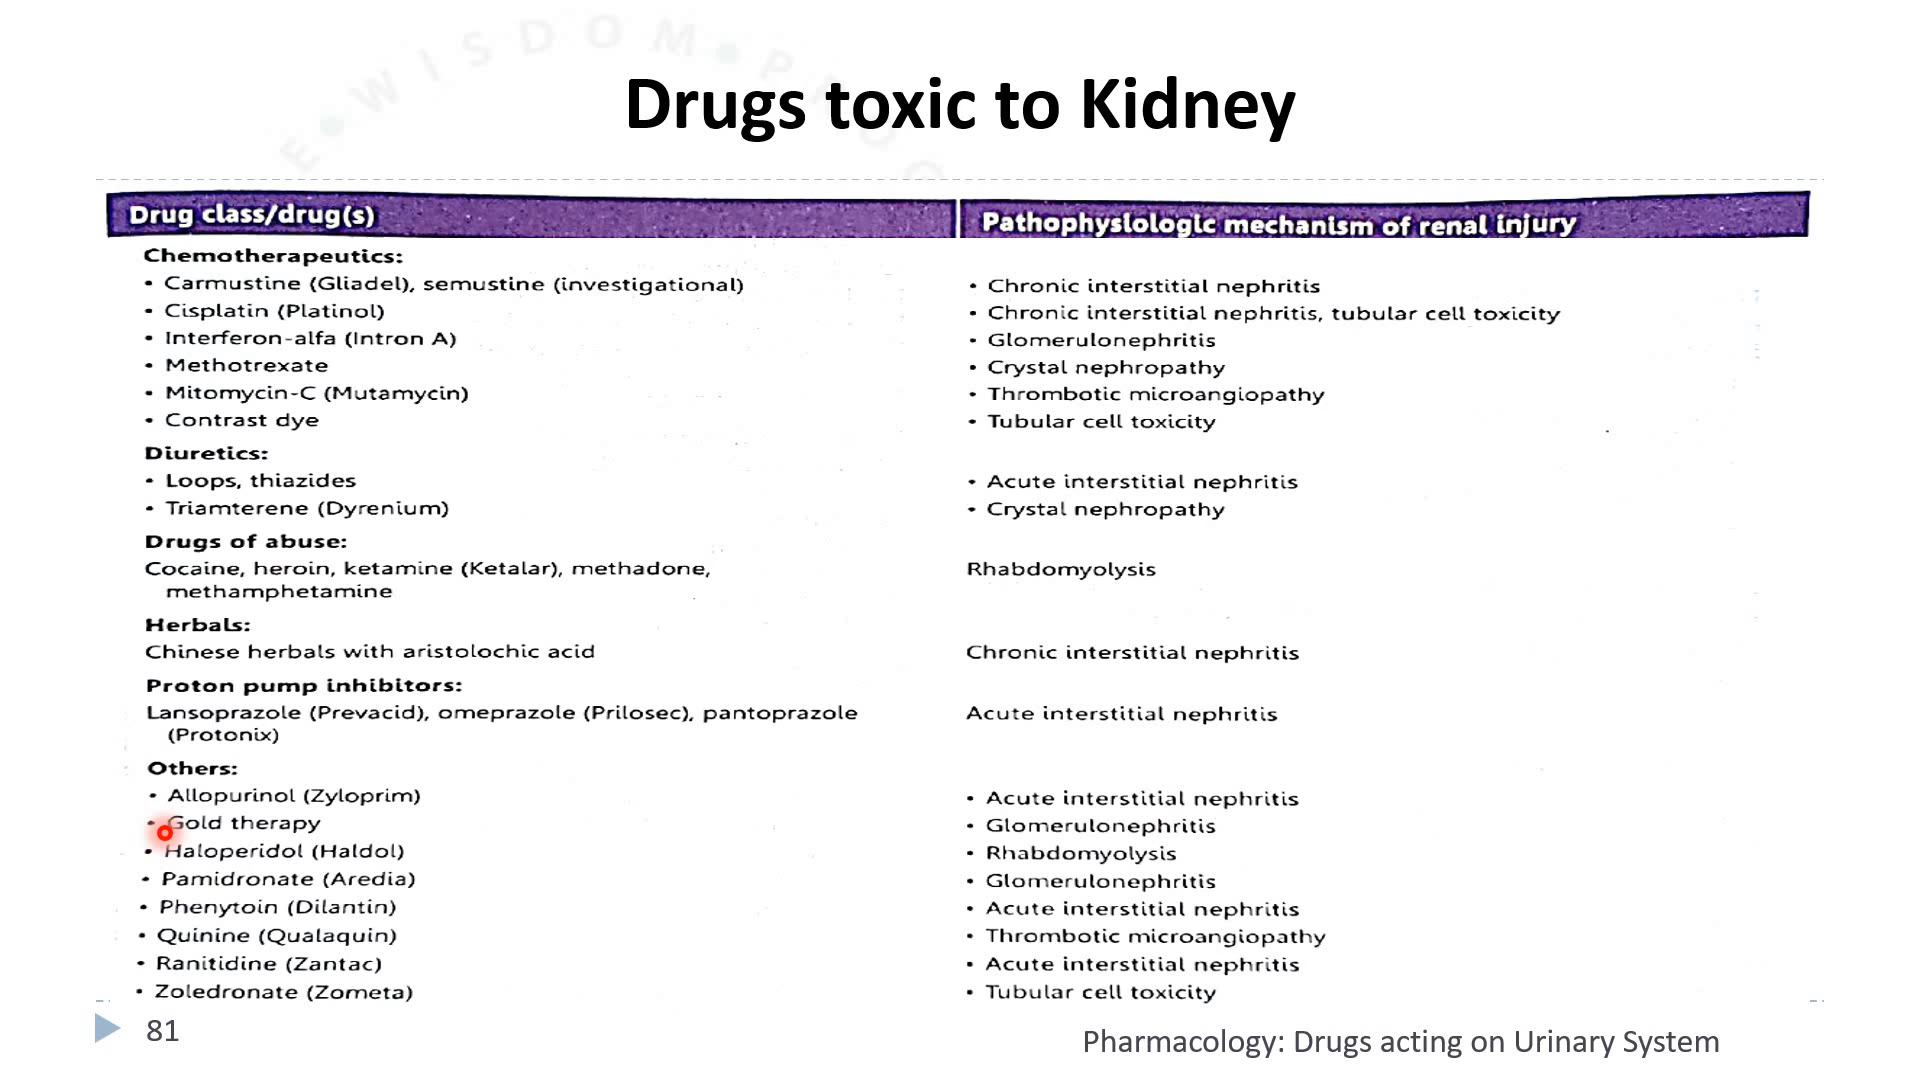 E • WISDOM • P
Drugs toxic to Kidney
Drug class/drug(s)
Pathophysiologic mechanism of renal injury
Chemotherapeutics:
• Carmustine (Gliadel), semustine (investigational)
• Chronic interstitial nephritis
• Cisplatin (Platinol)
• Chronic interstitial nephritis, tubular cell toxicity
• Interferon-alfa (Intron A)
• Glomerulonephritis
• Methotrexate
• Crystal nephropathy
• Mitomycin-C (Mutamycin)
• Thrombotic microangiopathy
• Contrast dye
• Tubular cell toxicity
Diuretics:
• Loops, thiazides
• Acute interstitial nephritis
• Triamterene (Dyrenium)
• Crystal nephropathy
Drugs of abuse:
Cocaine, heroin, ketamine (Ketalar), methadone,
methamphetamine
Rhabdomyolysis
Herbals:
Chinese herbals with aristolochic acid
Chronic interstitial nephritis
Proton pump inhibitors:
Lansoprazole (Prevacid), omeprazole (Prilosec), pantoprazole
(Protonix)
Acute interstitial nephritis
Others:
• Allopurinol (Zyloprim)
• Acute interstitial nephritis
• Gold therapy
• Glomerulonephritis
• Haloperidol (Haldol)
• Rhabdomyolysis
• Pamidronate (Aredia)
• Glomerulonephritis
• Phenytoin (Dilantin)
• Acute interstitial nephritis
• Quinine (Qualaquin)
• Thrombotic microangiopathy
• Ranitidine (Zantac)
• Acute interstitial nephritis
• Zoledronate (Zometa)
• Tubular cell toxicity
81
Pharmacology: Drugs acting on Urinary System